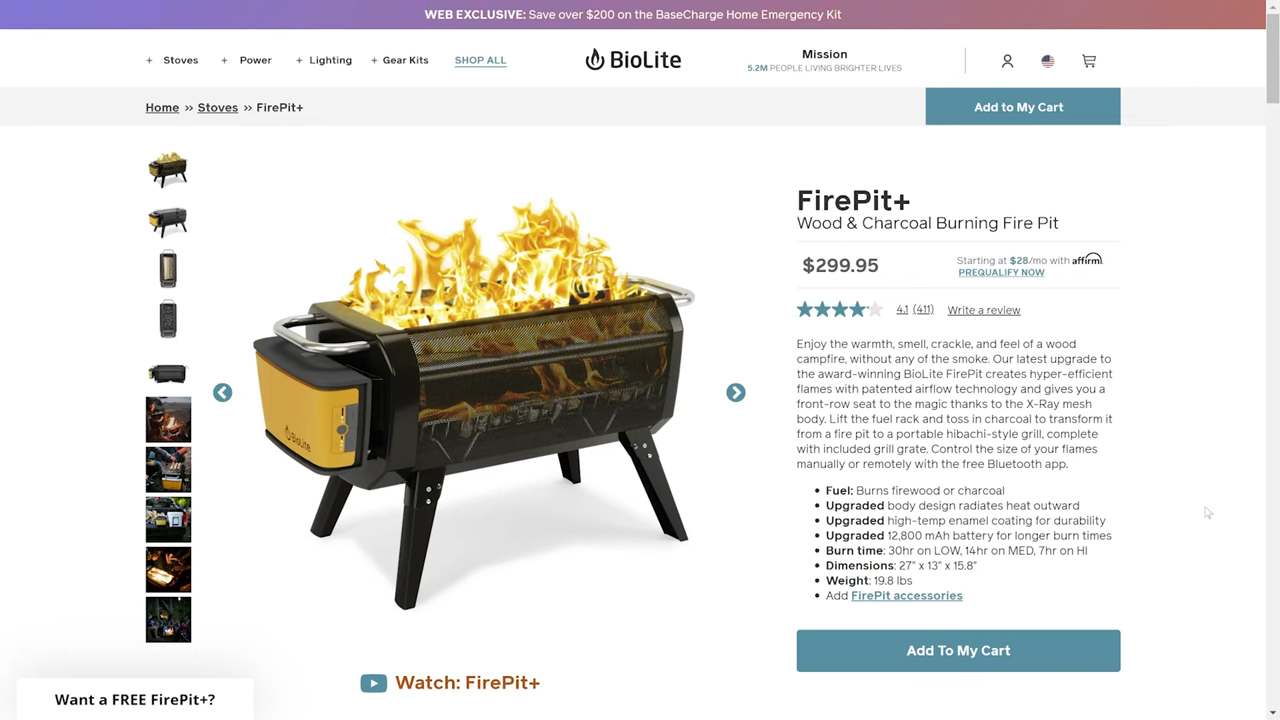 WEB EXCLUSIVE: Save over $200 on the BaseCharge Home Emergency Kit
+ Stoves + Power + Lighting + Gear Kits SHOP ALL
BioLite
Mission
5.2M PEOPLE LIVING BRIGHTER LIVES
Home » Stoves » FirePit+
Add to My Cart
FirePit+
Wood & Charcoal Burning Fire Pit
$299.95
Starting at $28/mo with affirm
PREQUALIFY NOW
4.1 (411) Write a review
Enjoy the warmth, smell, crackle, and feel of a wood
campfire, without any of the smoke. Our latest upgrade to
the award-winning BioLite FirePit creates hyper-efficient
flames with patented airflow technology and gives you a
front-row seat to the magic thanks to the X-Ray mesh
body. Lift the fuel rack and toss in charcoal to transform it
from a fire pit to a portable hibachi-style grill, complete
with included grill grate. Control the size of your flames
manually or remotely with the free Bluetooth app.
• Fuel: Burns firewood or charcoal
• Upgraded body design radiates heat outward
• Upgraded high-temp enamel coating for durability
• Upgraded 12,800 mAh battery for longer burn times
• Burn time: 30hr on LOW, 14hr on MED, 7hr on HI
• Dimensions: 27" x 13" x 15.8"
• Weight: 19.8 lbs
• Add FirePit accessories
Add To My Cart
BioLite
Watch: FirePit+
Want a FREE FirePit+?